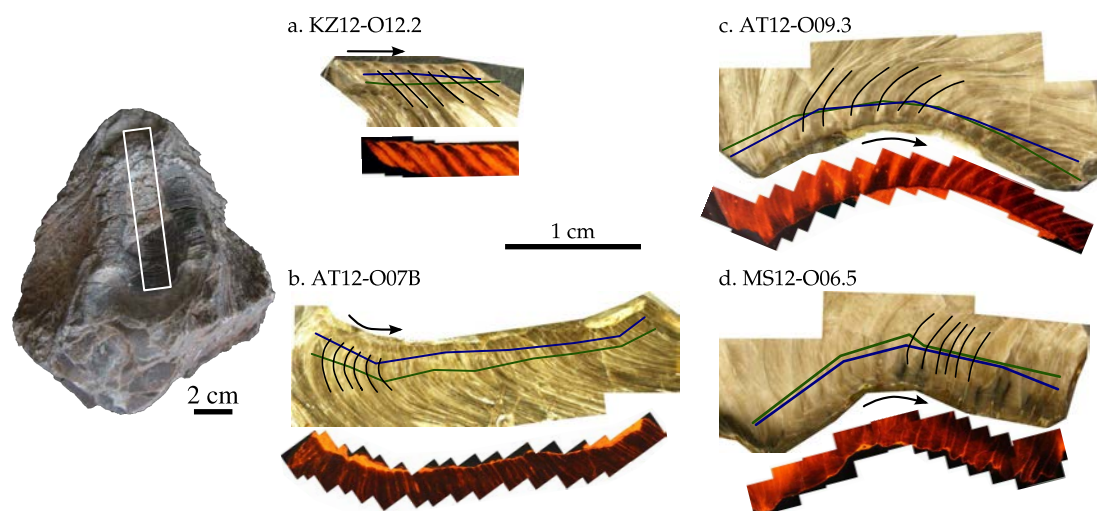 a. KZ12-O12.2
c. AT12-O09.3
1 cm
b. AT12-O07B
d. MS12-O06.5
2 cm